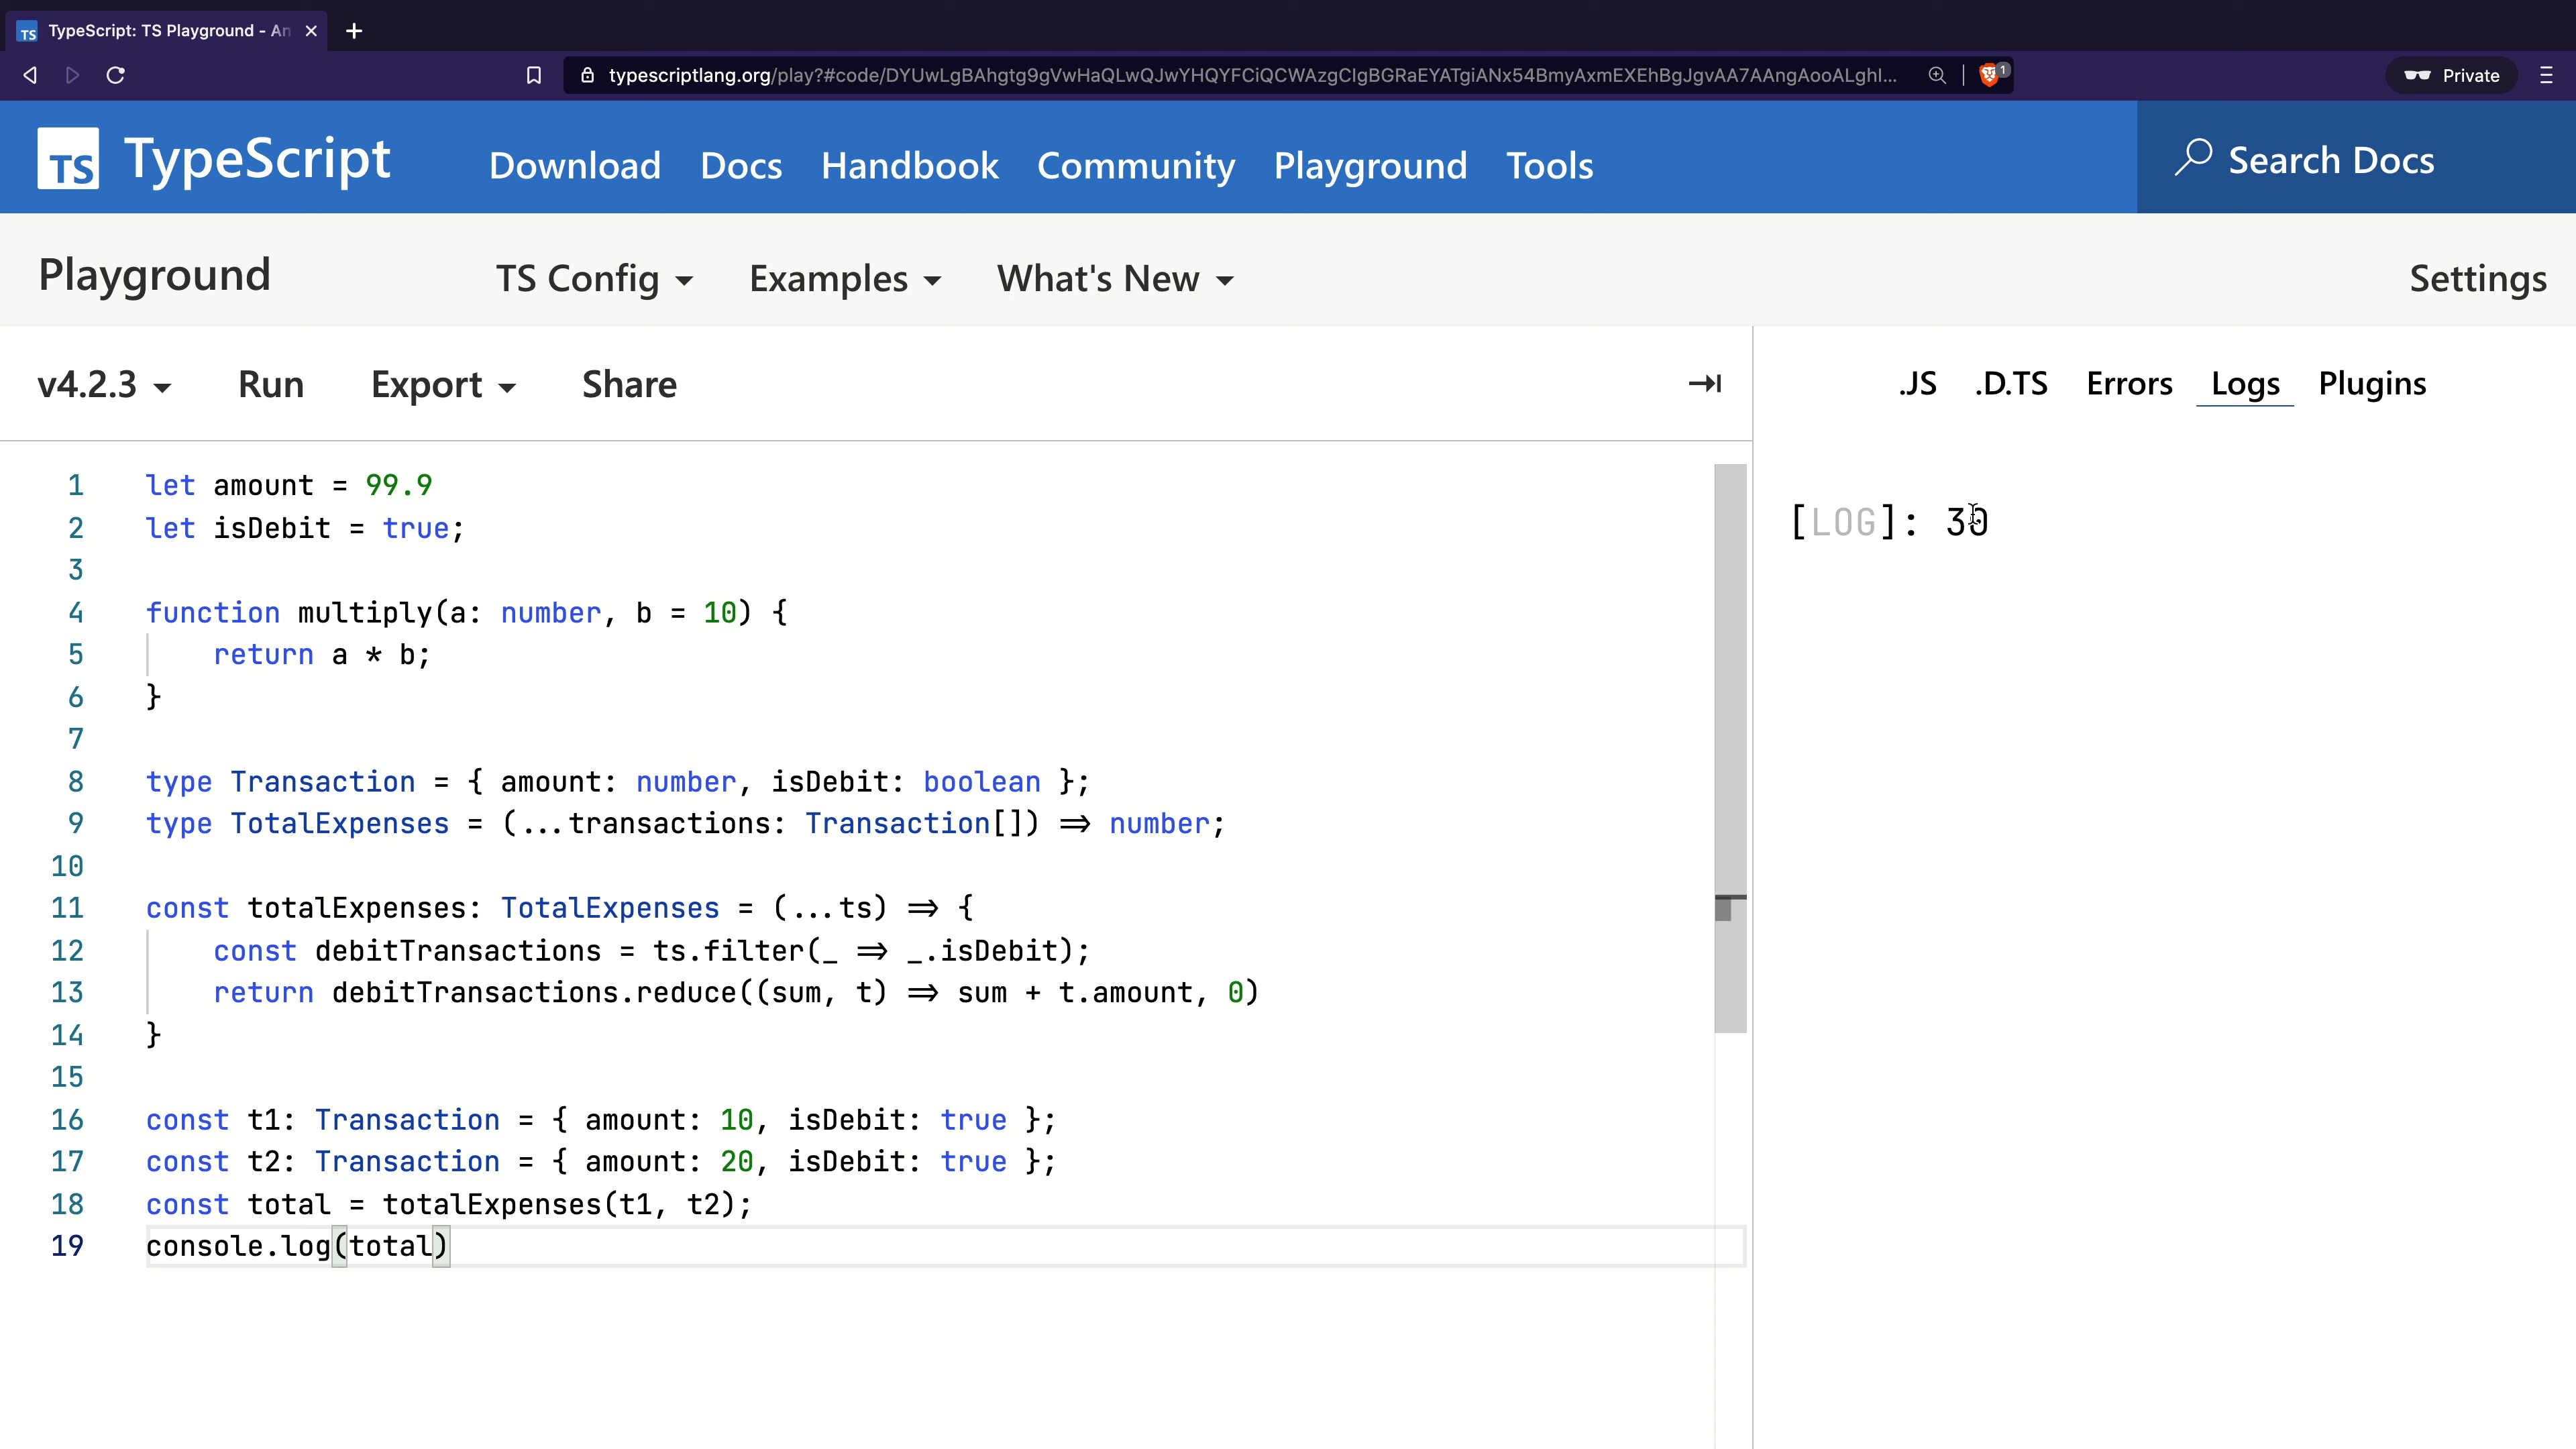 TypeScript: TS Playground - An
typescriptlang.org/play?#code/DYUwLgBAhgtg9gVwHaQLwQJwYHQYFCiQCWAzgCIgBGRaEYATgiANx54BmyAxmEXEhBgJgvAA7AAngAooALghI...
1
Private
TS TypeScript
Download Docs Handbook Community Playground Tools
Search Docs
Playground
TS Config Examples What's New
Settings
v4.2.3 Run Export Share
.JS .D.TS Errors Logs Plugins
[LOG]: 30
1 let amount = 99.9
2 let isDebit = true;
3
4 function multiply(a: number, b = 10) {
5 return a * b;
6 }
7
8 type Transaction = { amount: number, isDebit: boolean };
9 type TotalExpenses = (...transactions: Transaction[]) => number;
10
11 const totalExpenses: TotalExpenses = (...ts) => {
12 const debitTransactions = ts.filter(_ => _.isDebit);
13 return debitTransactions.reduce((sum, t) => sum + t.amount, 0)
14 }
15
16 const t1: Transaction = { amount: 10, isDebit: true };
17 const t2: Transaction = { amount: 20, isDebit: true };
18 const total = totalExpenses(t1, t2);
19 console.log(total)